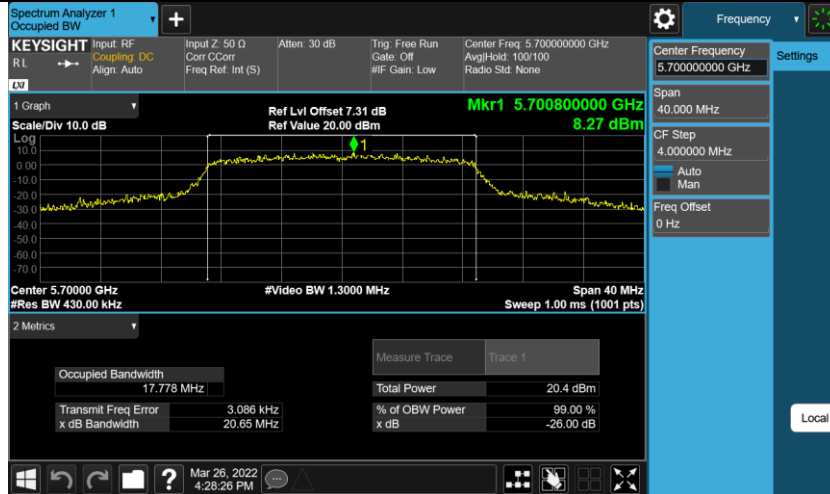 Spectrum Analyzer 1
Occupied BW
Frequency
KEYSIGHT
RL
LXI
Input: RF
Coupling: DC
Align: Auto
Input Z: 50 Ω
Corr CCorr
Freq Ref: Int (S)
Atten: 30 dB
Trig: Free Run
Gate: Off
#IF Gain: Low
Center Freq: 5.700000000 GHz
Avg|Hold: 100/100
Radio Std: None
Center Frequency
5.700000000 GHz
Settings
Span
40.000 MHz
CF Step
4.000000 MHz
Auto
Man
Freq Offset
0 Hz
Local
1 Graph
Scale/Div 10.0 dB
Ref Lvl Offset 7.31 dB
Ref Value 20.00 dBm
Mkr1 5.700800000 GHz
8.27 dBm
Log
10.0
0.00
-10.0
-20.0
-30.0
-40.0
-50.0
-60.0
-70.0
1
Center 5.70000 GHz
#Res BW 430.00 kHz
#Video BW 1.3000 MHz
Span 40 MHz
Sweep 1.00 ms (1001 pts)
2 Metrics
Measure Trace Trace 1
Occupied Bandwidth
17.778 MHz
Total Power 20.4 dBm
Transmit Freq Error 3.086 kHz
% of OBW Power 99.00 %
x dB Bandwidth 20.65 MHz
x dB -26.00 dB
?
Mar 26, 2022
4:28:26 PM